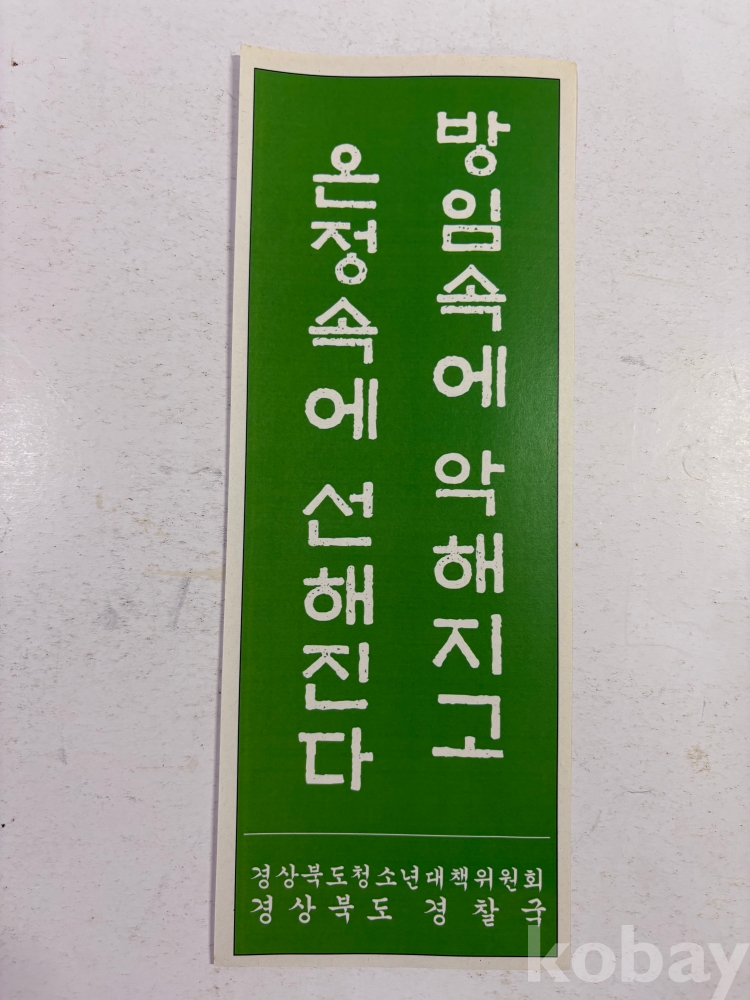 방임속에 악해지고
온정속에 선해진다
경상북도청소년대책위원회
경상북도 경찰국
kobay